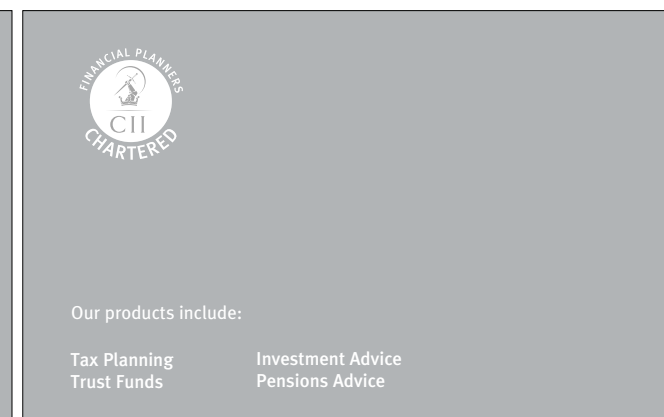 FINANCIAL PLANNERS
CII
CHARTERED
Our products include:
Tax Planning
Trust Funds
Investment Advice
Pensions Advice